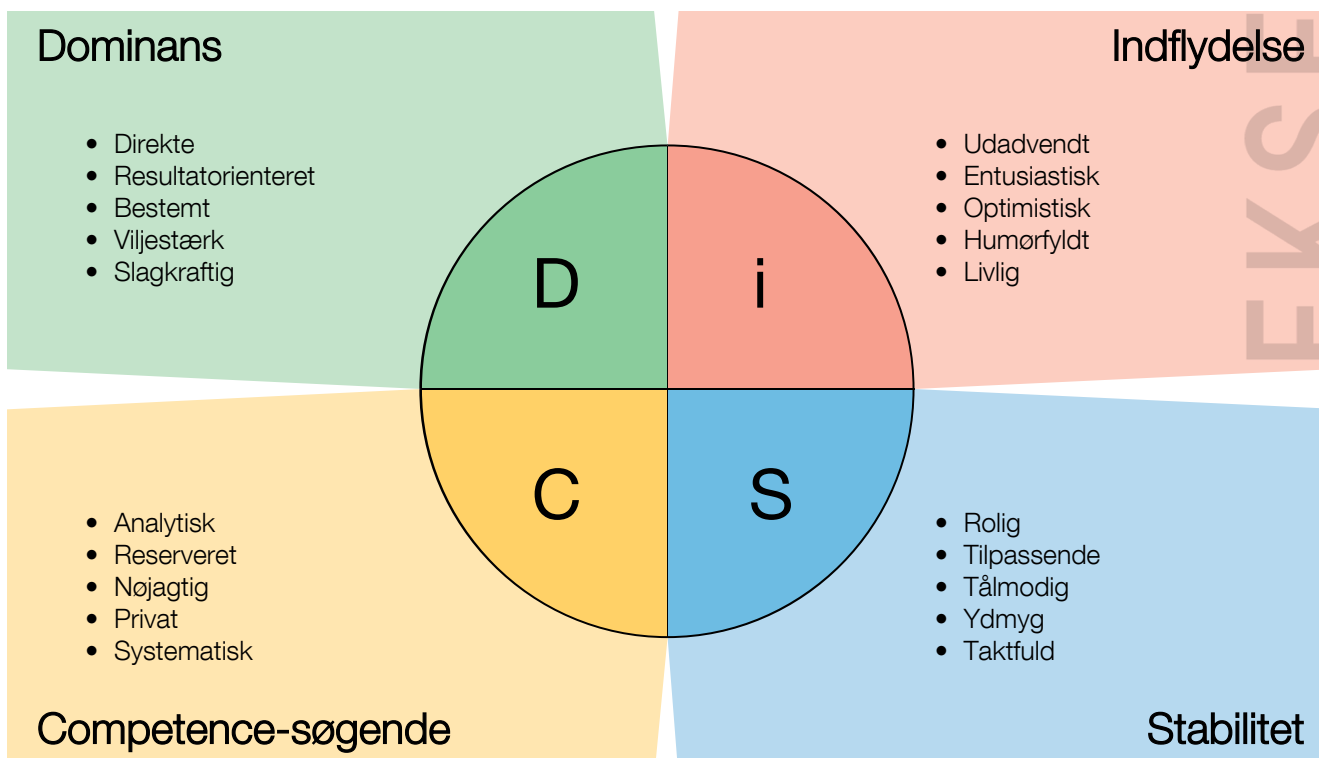 Dominans
• Direkte
• Resultatorienteret
• Bestemt
• Viljestærk
• Slagkraftig
Indflydelse
• Udadvendt
• Entusiastisk
• Optimistisk
• Humørfyldt
• Livlig
D
i
C
S
• Analytisk
• Reserveret
• Nøjagtig
• Privat
• Systematisk
Competence-søgende
• Rolig
• Tilpassende
• Tålmodig
• Ydmyg
• Taktfuld
Stabilitet